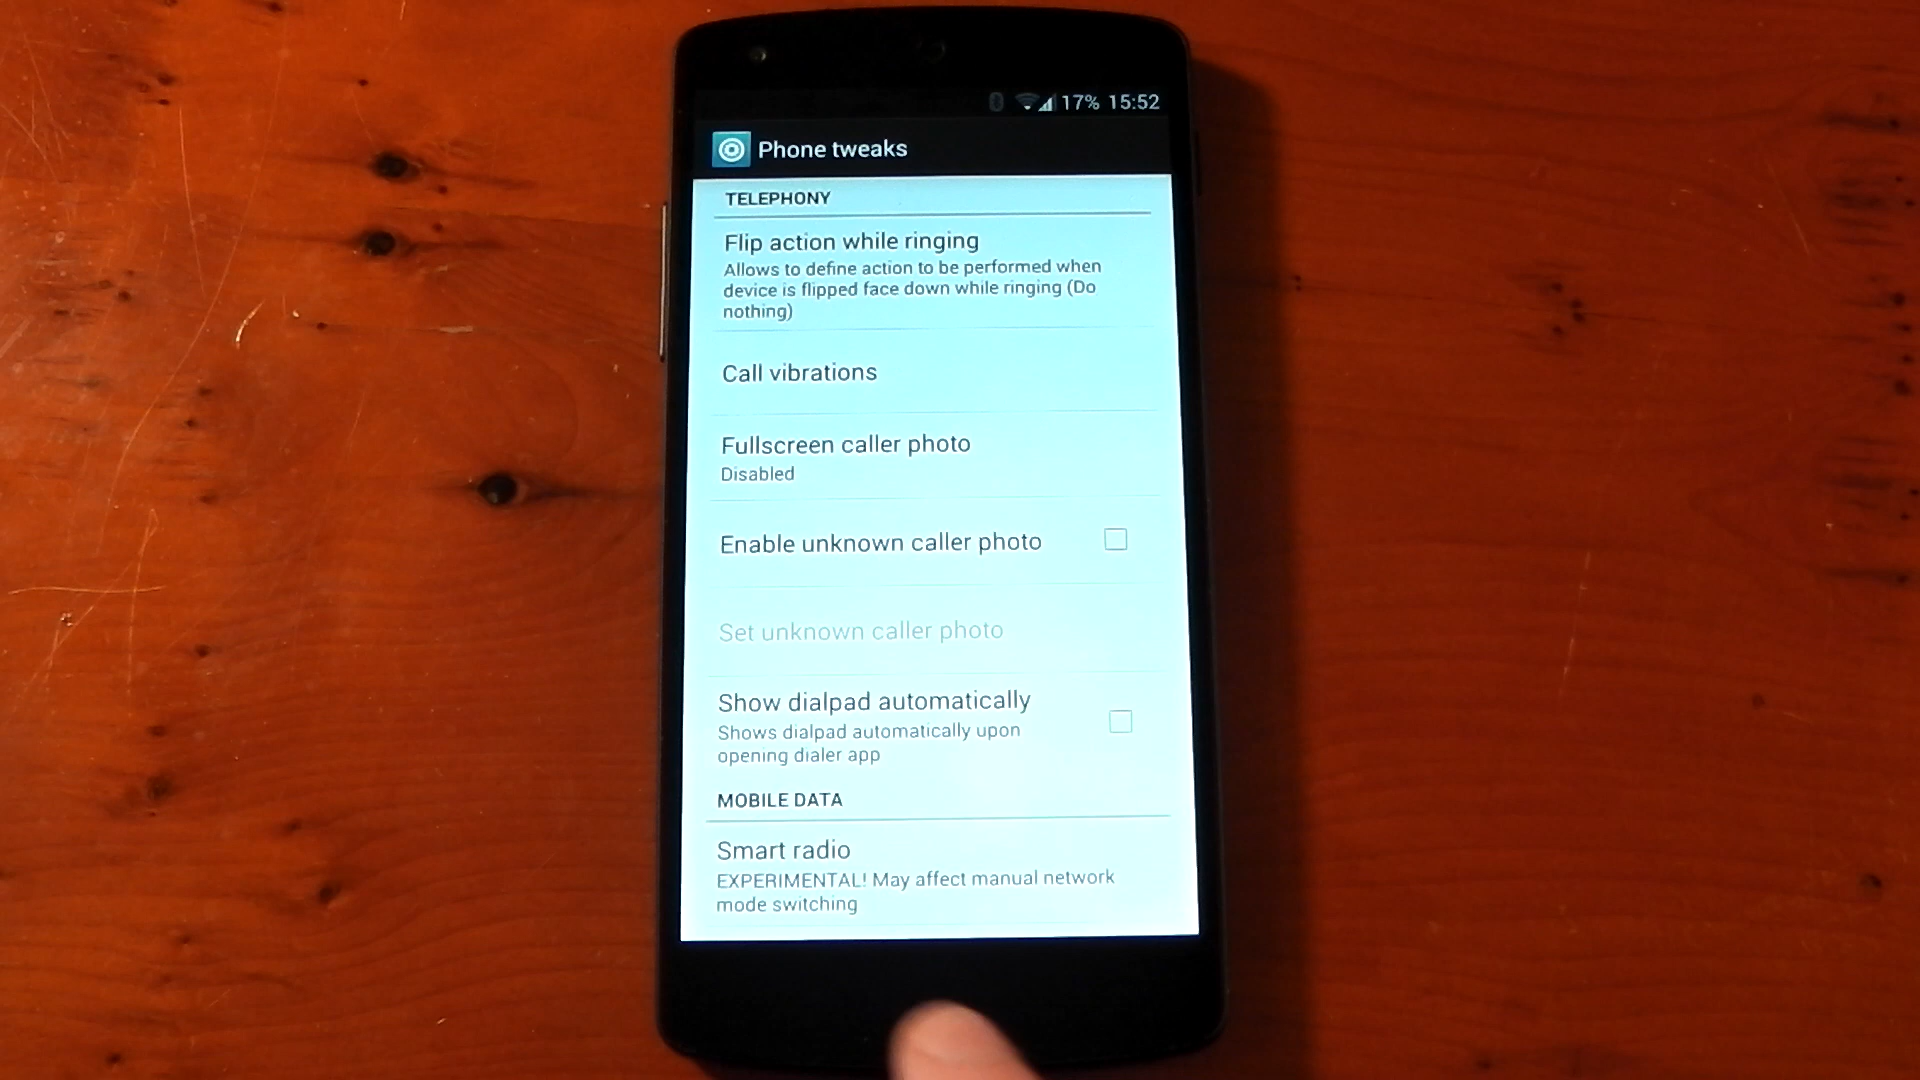 17% 15:52
Phone tweaks
TELEPHONY
Flip action while ringing
Allows to define action to be performed when
device is flipped face down while ringing (Do
nothing)
Call vibrations
Fullscreen caller photo
Disabled
Enable unknown caller photo
Set unknown caller photo
Show dialpad automatically
Shows dialpad automatically upon
opening dialer app
MOBILE DATA
Smart radio
EXPERIMENTAL! May affect manual network
mode switching